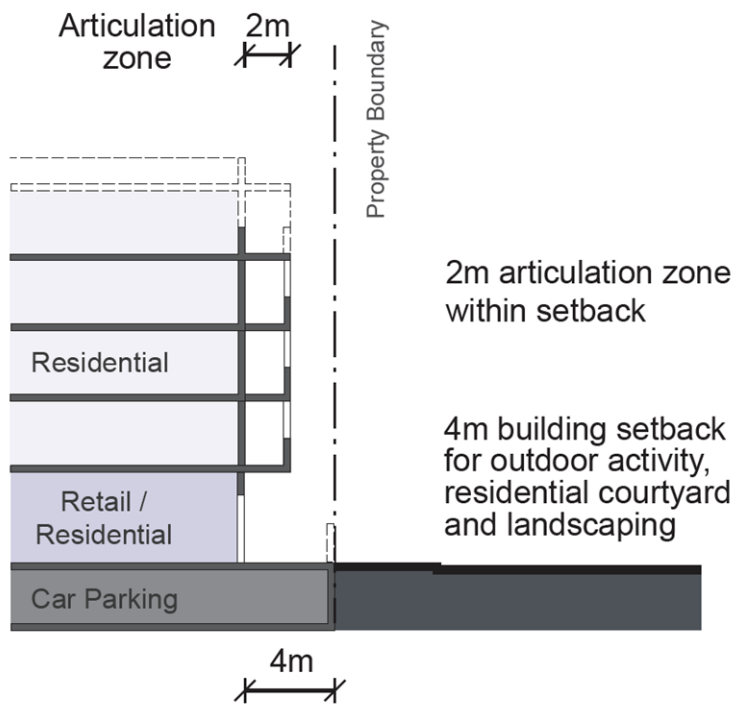 Articulation
zone
2m
Property Boundary
2m articulation zone
within setback
Residential
4m building setback
for outdoor activity,
residential courtyard
and landscaping
Retail /
Residential
Car Parking
4m